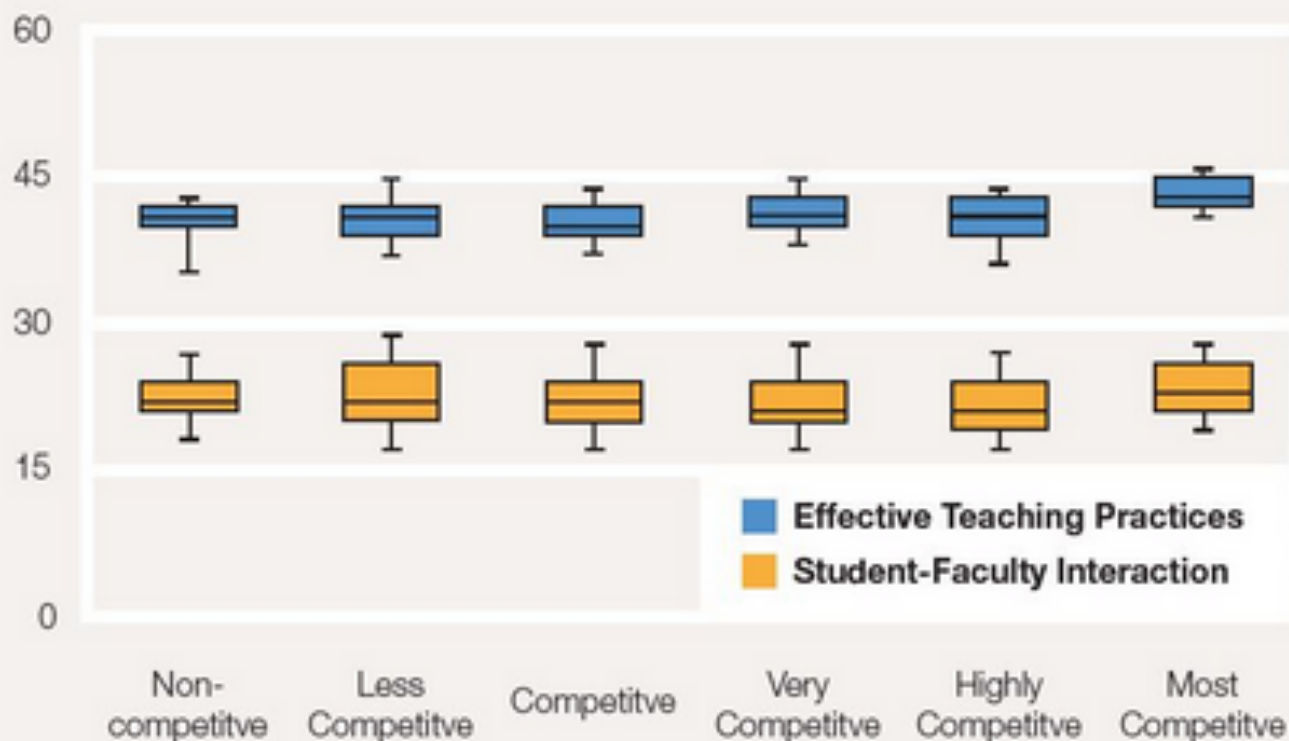 60
45
30
15
0
Effective Teaching Practices
Student-Faculty Interaction
Non-
competitve
Less
Competitve
Competitve
Very
Competitve
Highly
Competitve
Most
Competitve